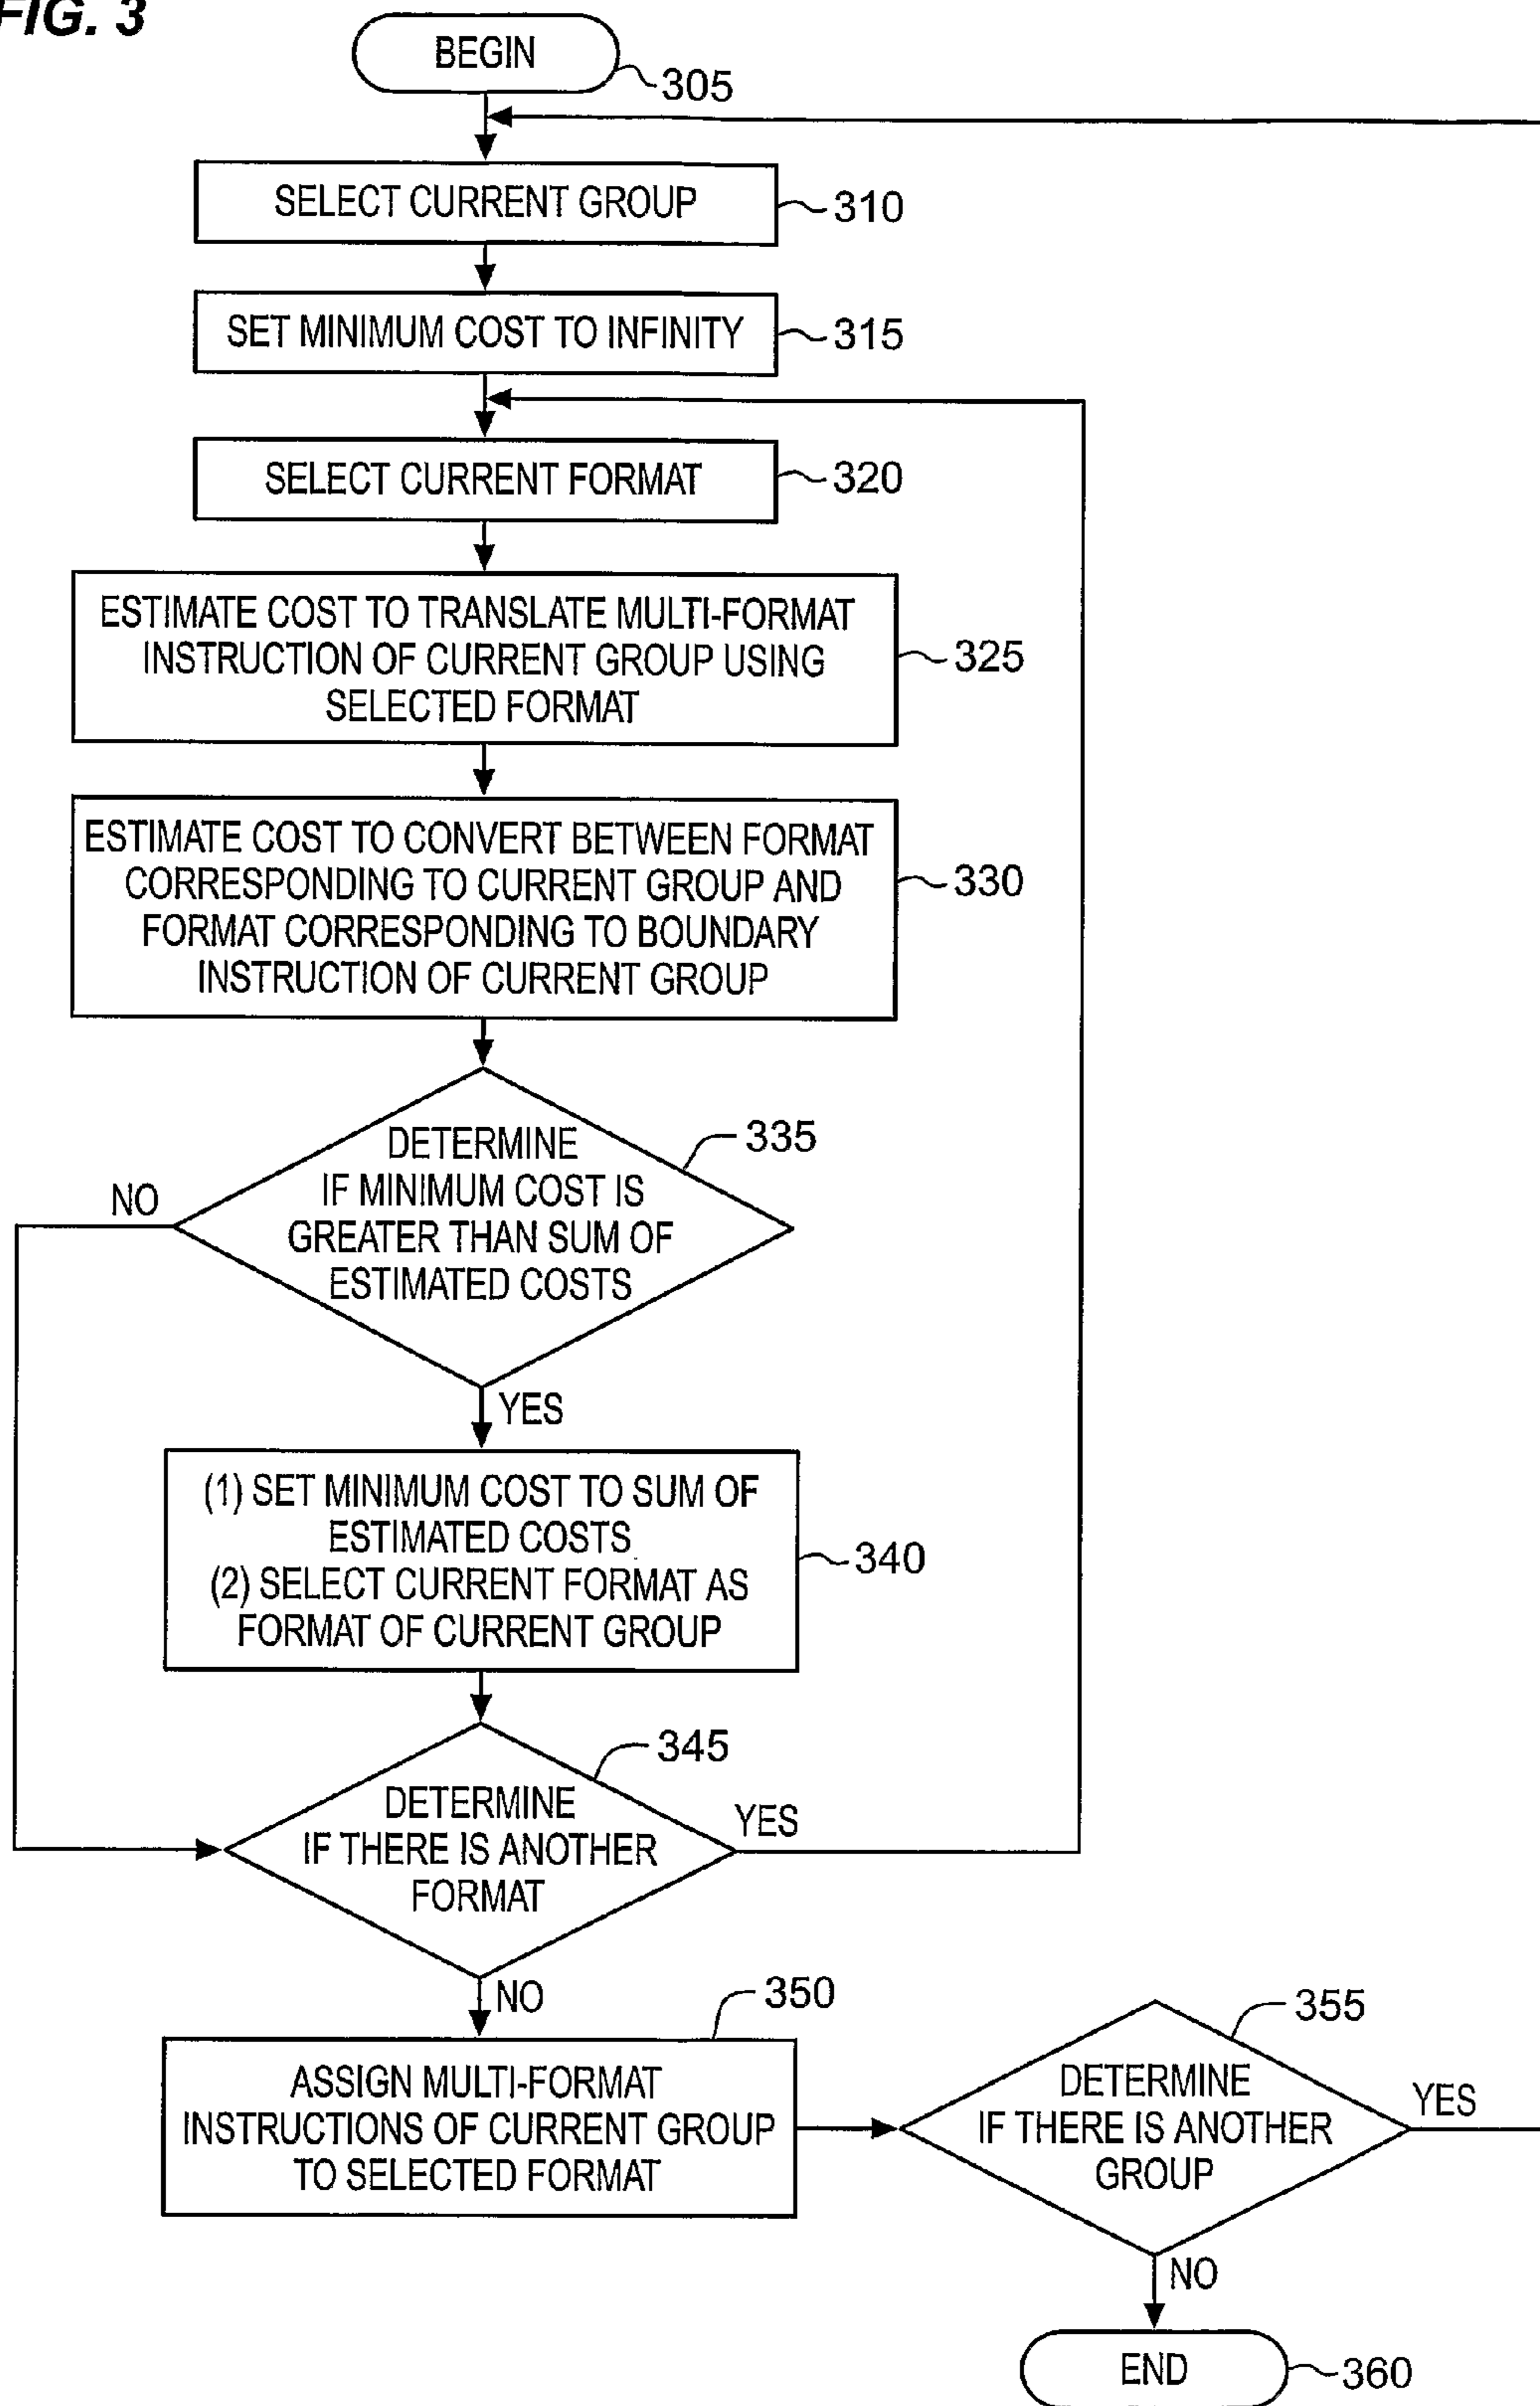 FIG. 3
BEGIN
305
SELECT CURRENT GROUP
310
SET MINIMUM COST TO INFINITY
315
SELECT CURRENT FORMAT
320
ESTIMATE COST TO TRANSLATE MULTI-FORMAT
INSTRUCTION OF CURRENT GROUP USING
SELECTED FORMAT
325
ESTIMATE COST TO CONVERT BETWEEN FORMAT
CORRESPONDING TO CURRENT GROUP AND
FORMAT CORRESPONDING TO BOUNDARY
INSTRUCTION OF CURRENT GROUP
330
DETERMINE
IF MINIMUM COST IS
GREATER THAN SUM OF
ESTIMATED COSTS
335
NO
YES
(1) SET MINIMUM COST TO SUM OF
ESTIMATED COSTS
(2) SELECT CURRENT FORMAT AS
FORMAT OF CURRENT GROUP
340
DETERMINE
IF THERE IS ANOTHER
FORMAT
345
YES
NO
ASSIGN MULTI-FORMAT
INSTRUCTIONS OF CURRENT GROUP
TO SELECTED FORMAT
350
DETERMINE
IF THERE IS ANOTHER
GROUP
355
YES
NO
END
360